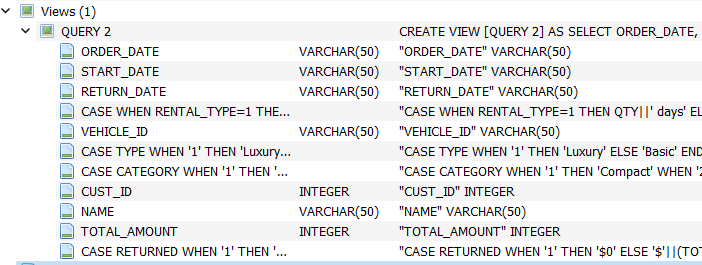 Views (1)
QUERY 2 CREATE VIEW [QUERY 2] AS SELECT ORDER_DATE,
ORDER_DATE VARCHAR(50) "ORDER_DATE" VARCHAR(50)
START_DATE VARCHAR(50) "START_DATE" VARCHAR(50)
RETURN_DATE VARCHAR(50) "RETURN_DATE" VARCHAR(50)
CASE WHEN RENTAL_TYPE=1 THE... "CASE WHEN RENTAL_TYPE=1 THEN QTY||' days' EL
VEHICLE_ID VARCHAR(50) "VEHICLE_ID" VARCHAR(50)
CASE TYPE WHEN '1' THEN 'Luxury... "CASE TYPE WHEN '1' THEN 'Luxury' ELSE 'Basic' END
CASE CATEGORY WHEN '1' THEN '... "CASE CATEGORY WHEN '1' THEN 'Compact' WHEN '2
CUST_ID INTEGER "CUST_ID" INTEGER
NAME VARCHAR(50) "NAME" VARCHAR(50)
TOTAL_AMOUNT INTEGER "TOTAL_AMOUNT" INTEGER
CASE RETURNED WHEN '1' THEN '... "CASE RETURNED WHEN '1' THEN '$0' ELSE '$'||(TOT